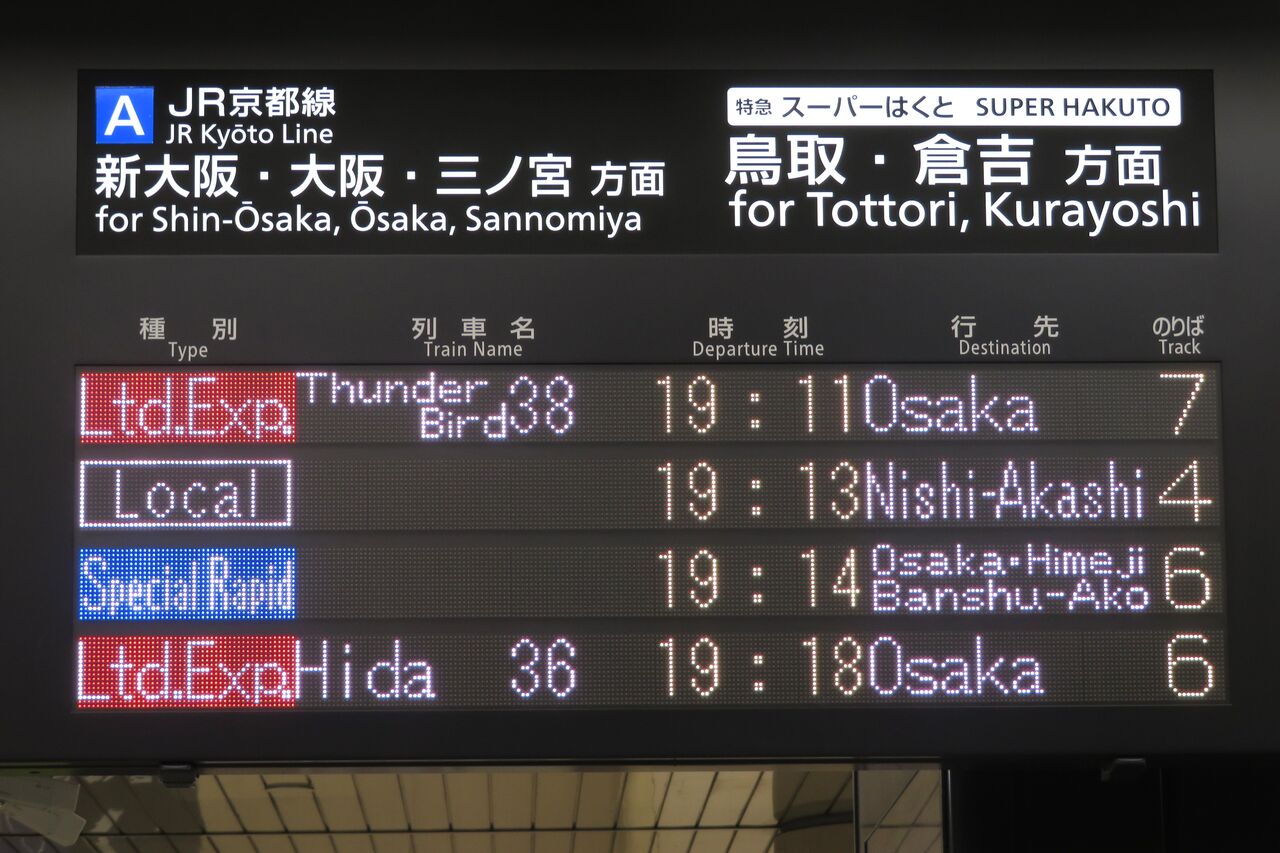 A JR京都線
JR Kyōto Line
新大阪・大阪・三ノ宮 方面
for Shin-Ōsaka, Ōsaka, Sannomiya
特急 スーパーはくと SUPER HAKUTO
鳥取・倉吉 方面
for Tottori, Kurayoshi
種別 列車名 時刻 行先 のりば
Type Train Name Departure Time Destination Track
Ltd.Exp. Thunder Bird 38 19:11 Osaka 7
Local 19:13 Nishi-Akashi 4
Special Rapid 19:14 Osaka・Himeji Banshu-Ako 6
Ltd.Exp. Hida 36 19:18 Osaka 6